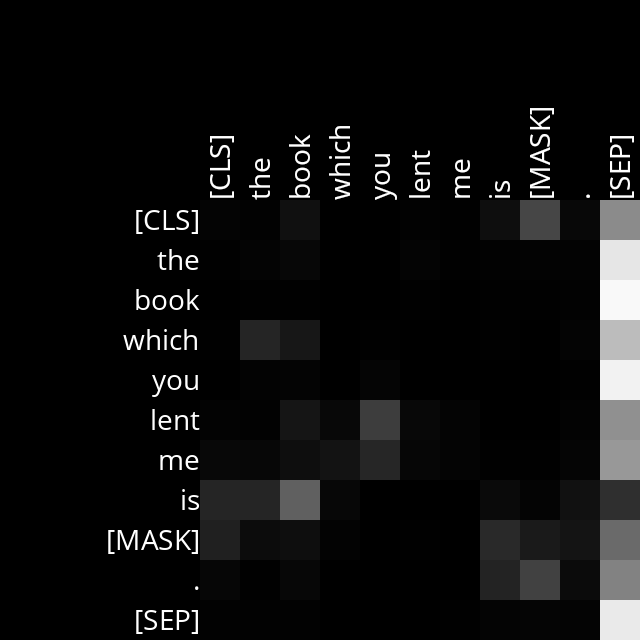 [CLS] the book which you lent me is [MASK] . [SEP]
[CLS]
the
book
which
you
lent
me
is
[MASK]
.
[SEP]